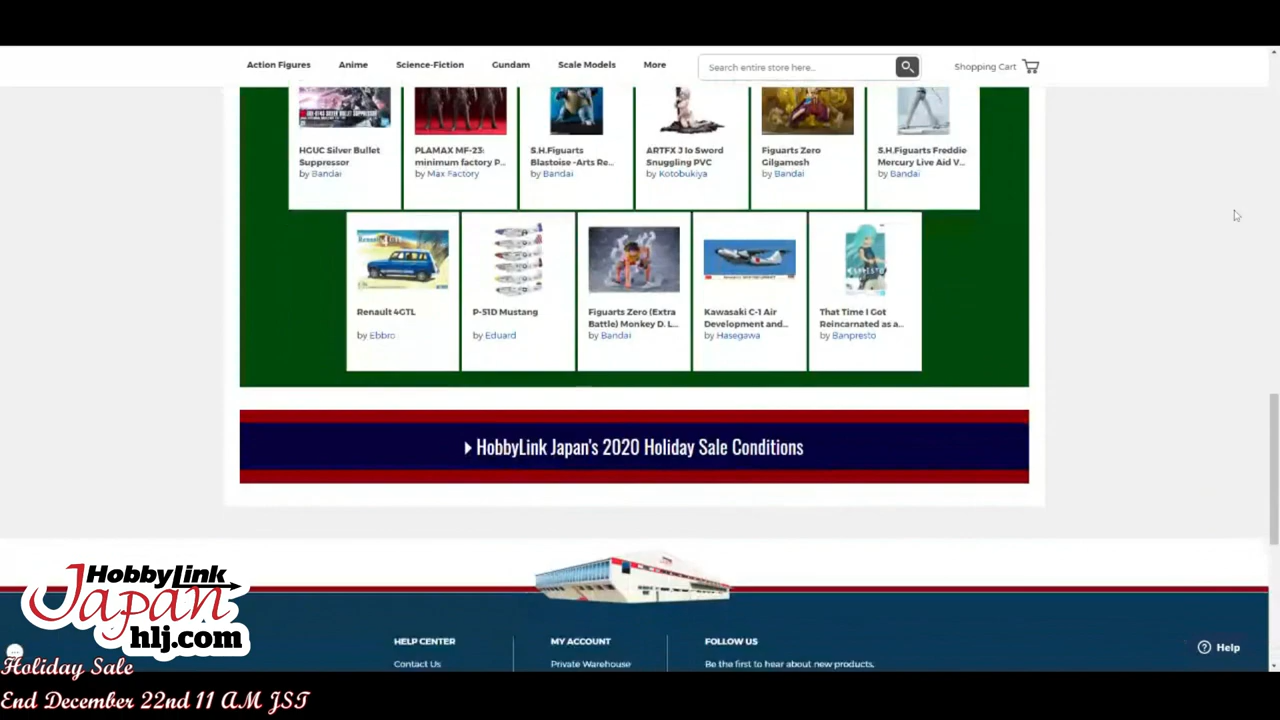 Action Figures Anime Science-Fiction Gundam Scale Models More Search entire store here... Shopping Cart
HGUC Silver Bullet Suppressor
by Bandai
PLAMAX MF-23: minimum factory P...
by Max Factory
S.H.Figuarts Blastoise -Arts Re...
by Bandai
ARTFX J Io Sword Snuggling PVC
by Kotobukiya
Figuarts Zero Gilgamesh
by Bandai
S.H.Figuarts Freddie Mercury Live Aid V...
by Bandai
Renault 4GTL
by Ebbro
P-51D Mustang
by Eduard
Figuarts Zero (Extra Battle) Monkey D. L...
by Bandai
Kawasaki C-1 Air Development and...
by Hasegawa
That Time I Got Reincarnated as a...
by Banpresto
HobbyLink Japan's 2020 Holiday Sale Conditions
HobbyLink
Japan
hlj.com
HELP CENTER
Contact Us
MY ACCOUNT
Private Warehouse
FOLLOW US
Be the first to hear about new products.
Help
Holiday Sale
End December 22nd 11 AM JST